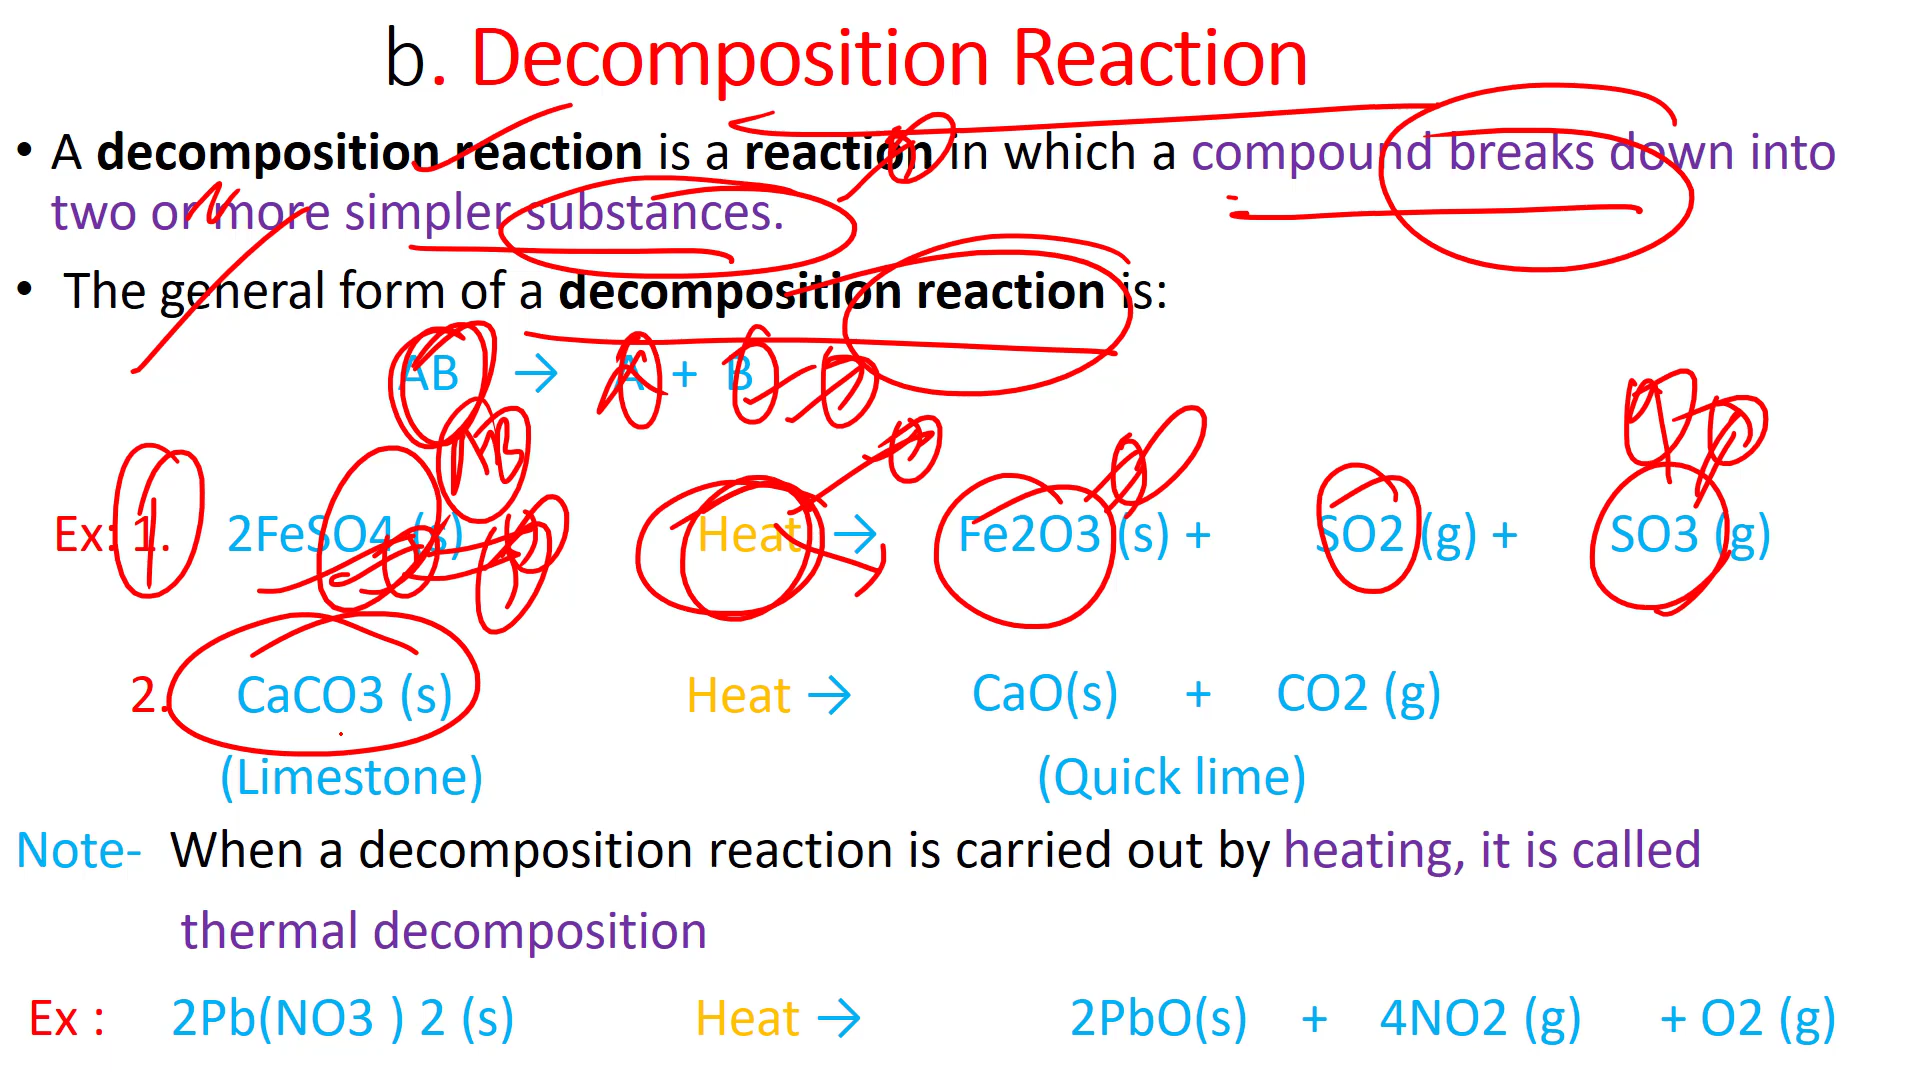 b. Decomposition Reaction
• A decomposition reaction is a reaction in which a compound breaks down into
two or more simpler substances.
• The general form of a decomposition reaction is:
AB → A + B
Ex: 1. 2FeSO4 (s) Heat → Fe2O3 (s) + SO2 (g) + SO3 (g)
2. CaCO3 (s) Heat → CaO(s) + CO2 (g)
(Limestone) (Quick lime)
Note- When a decomposition reaction is carried out by heating, it is called
thermal decomposition
Ex : 2Pb(NO3 ) 2 (s) Heat → 2PbO(s) + 4NO2 (g) + O2 (g)